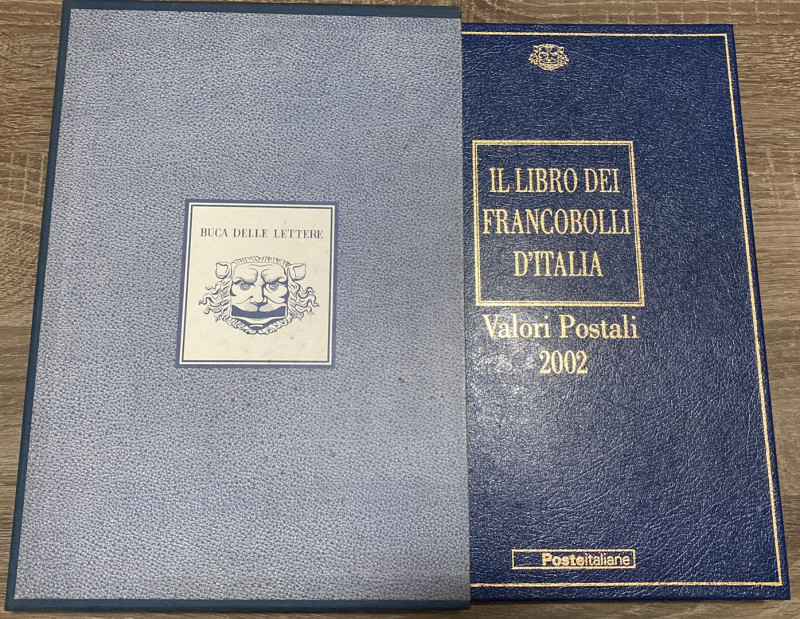 BUCA DELLE LETTERE
IL LIBRO DEI
FRANCOBOLLI
D'ITALIA
Valori Postali
2002
Posteitaliane